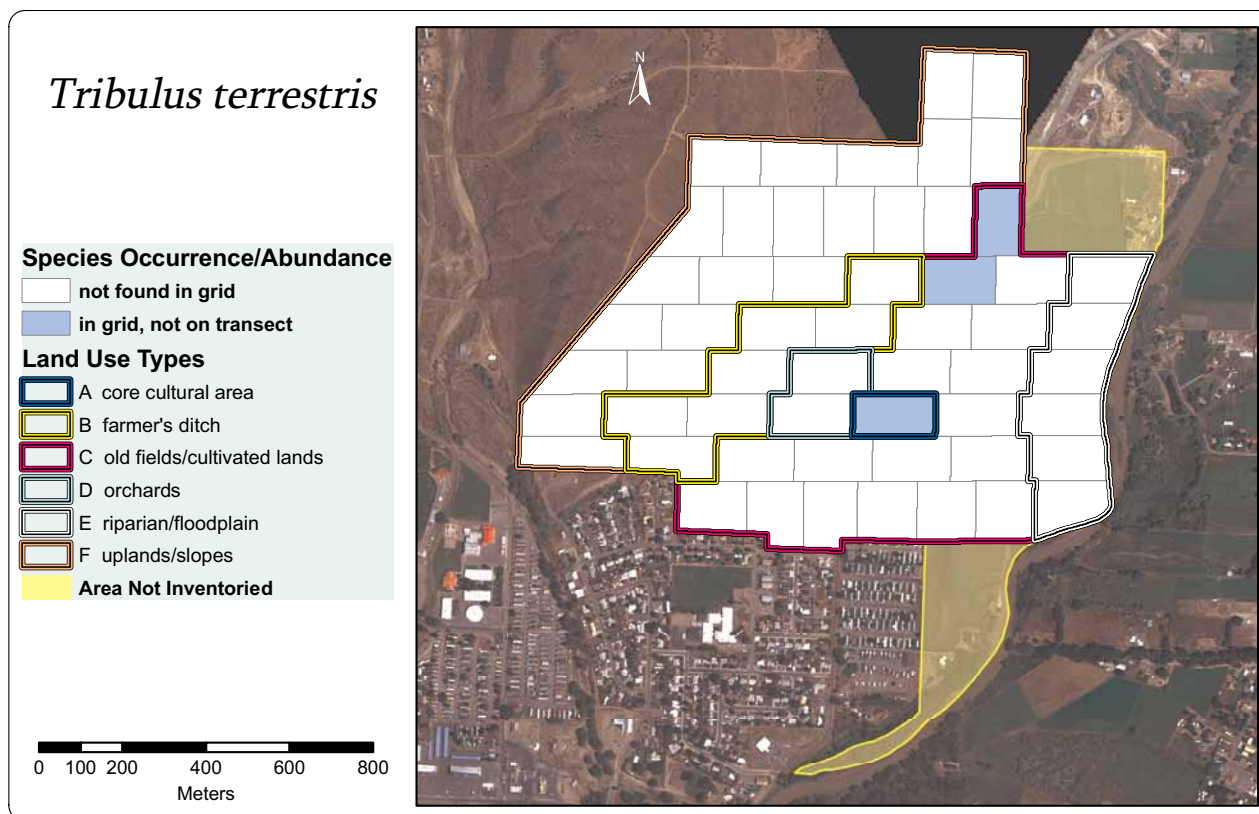 Tribulus terrestris
Species Occurrence/Abundance
not found in grid
in grid, not on transect
Land Use Types
A core cultural area
B farmer's ditch
C old fields/cultivated lands
D orchards
E riparian/floodplain
F uplands/slopes
Area Not Inventoried
0 100 200 400 600 800
Meters
N